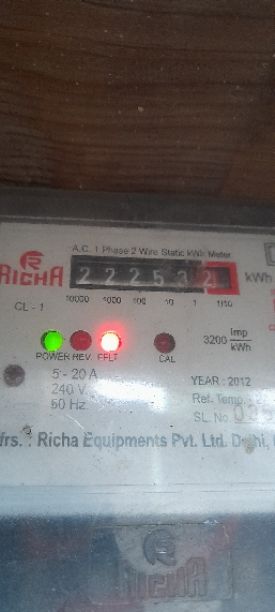 A.C. 1 Phase 2 Wire Static kWh Meter
RICHA
222532
kWh
CL - 1
10000 1000 100 10 1 1/10
3200 Imp/kWh
POWER REV. EFLT CAL
5 - 20 A
240 V
50 Hz
YEAR : 2012
Ref. Temp.
SL. No.
frs. : Richa Equipments Pvt. Ltd. Delhi,
RICHA